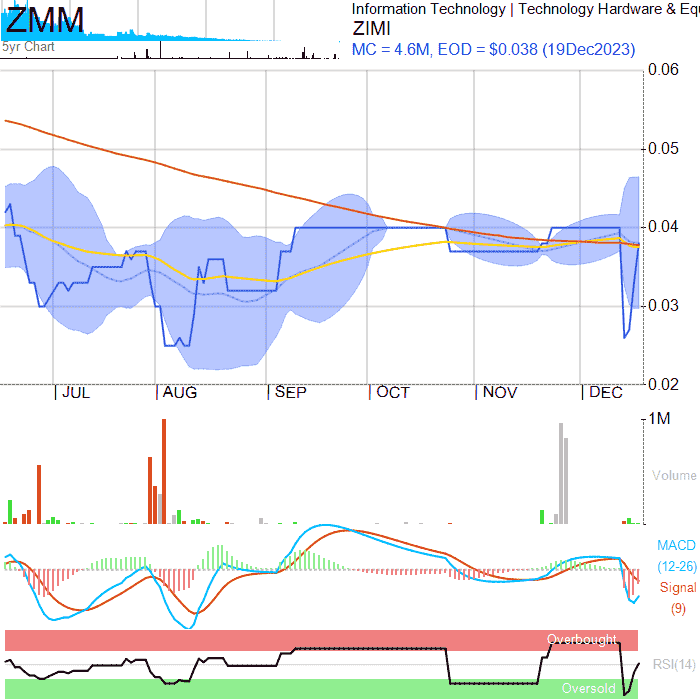 ZMM
5yr Chart
Information Technology | Technology Hardware & Equ
ZIMI
MC = 4.6M, EOD = $0.038 (19Dec2023)
0.06
0.05
0.04
0.03
0.02
JUL AUG SEP OCT NOV DEC
1M
Volume
MACD
(12-26)
Signal
(9)
Overbought
RSI(14)
Oversold